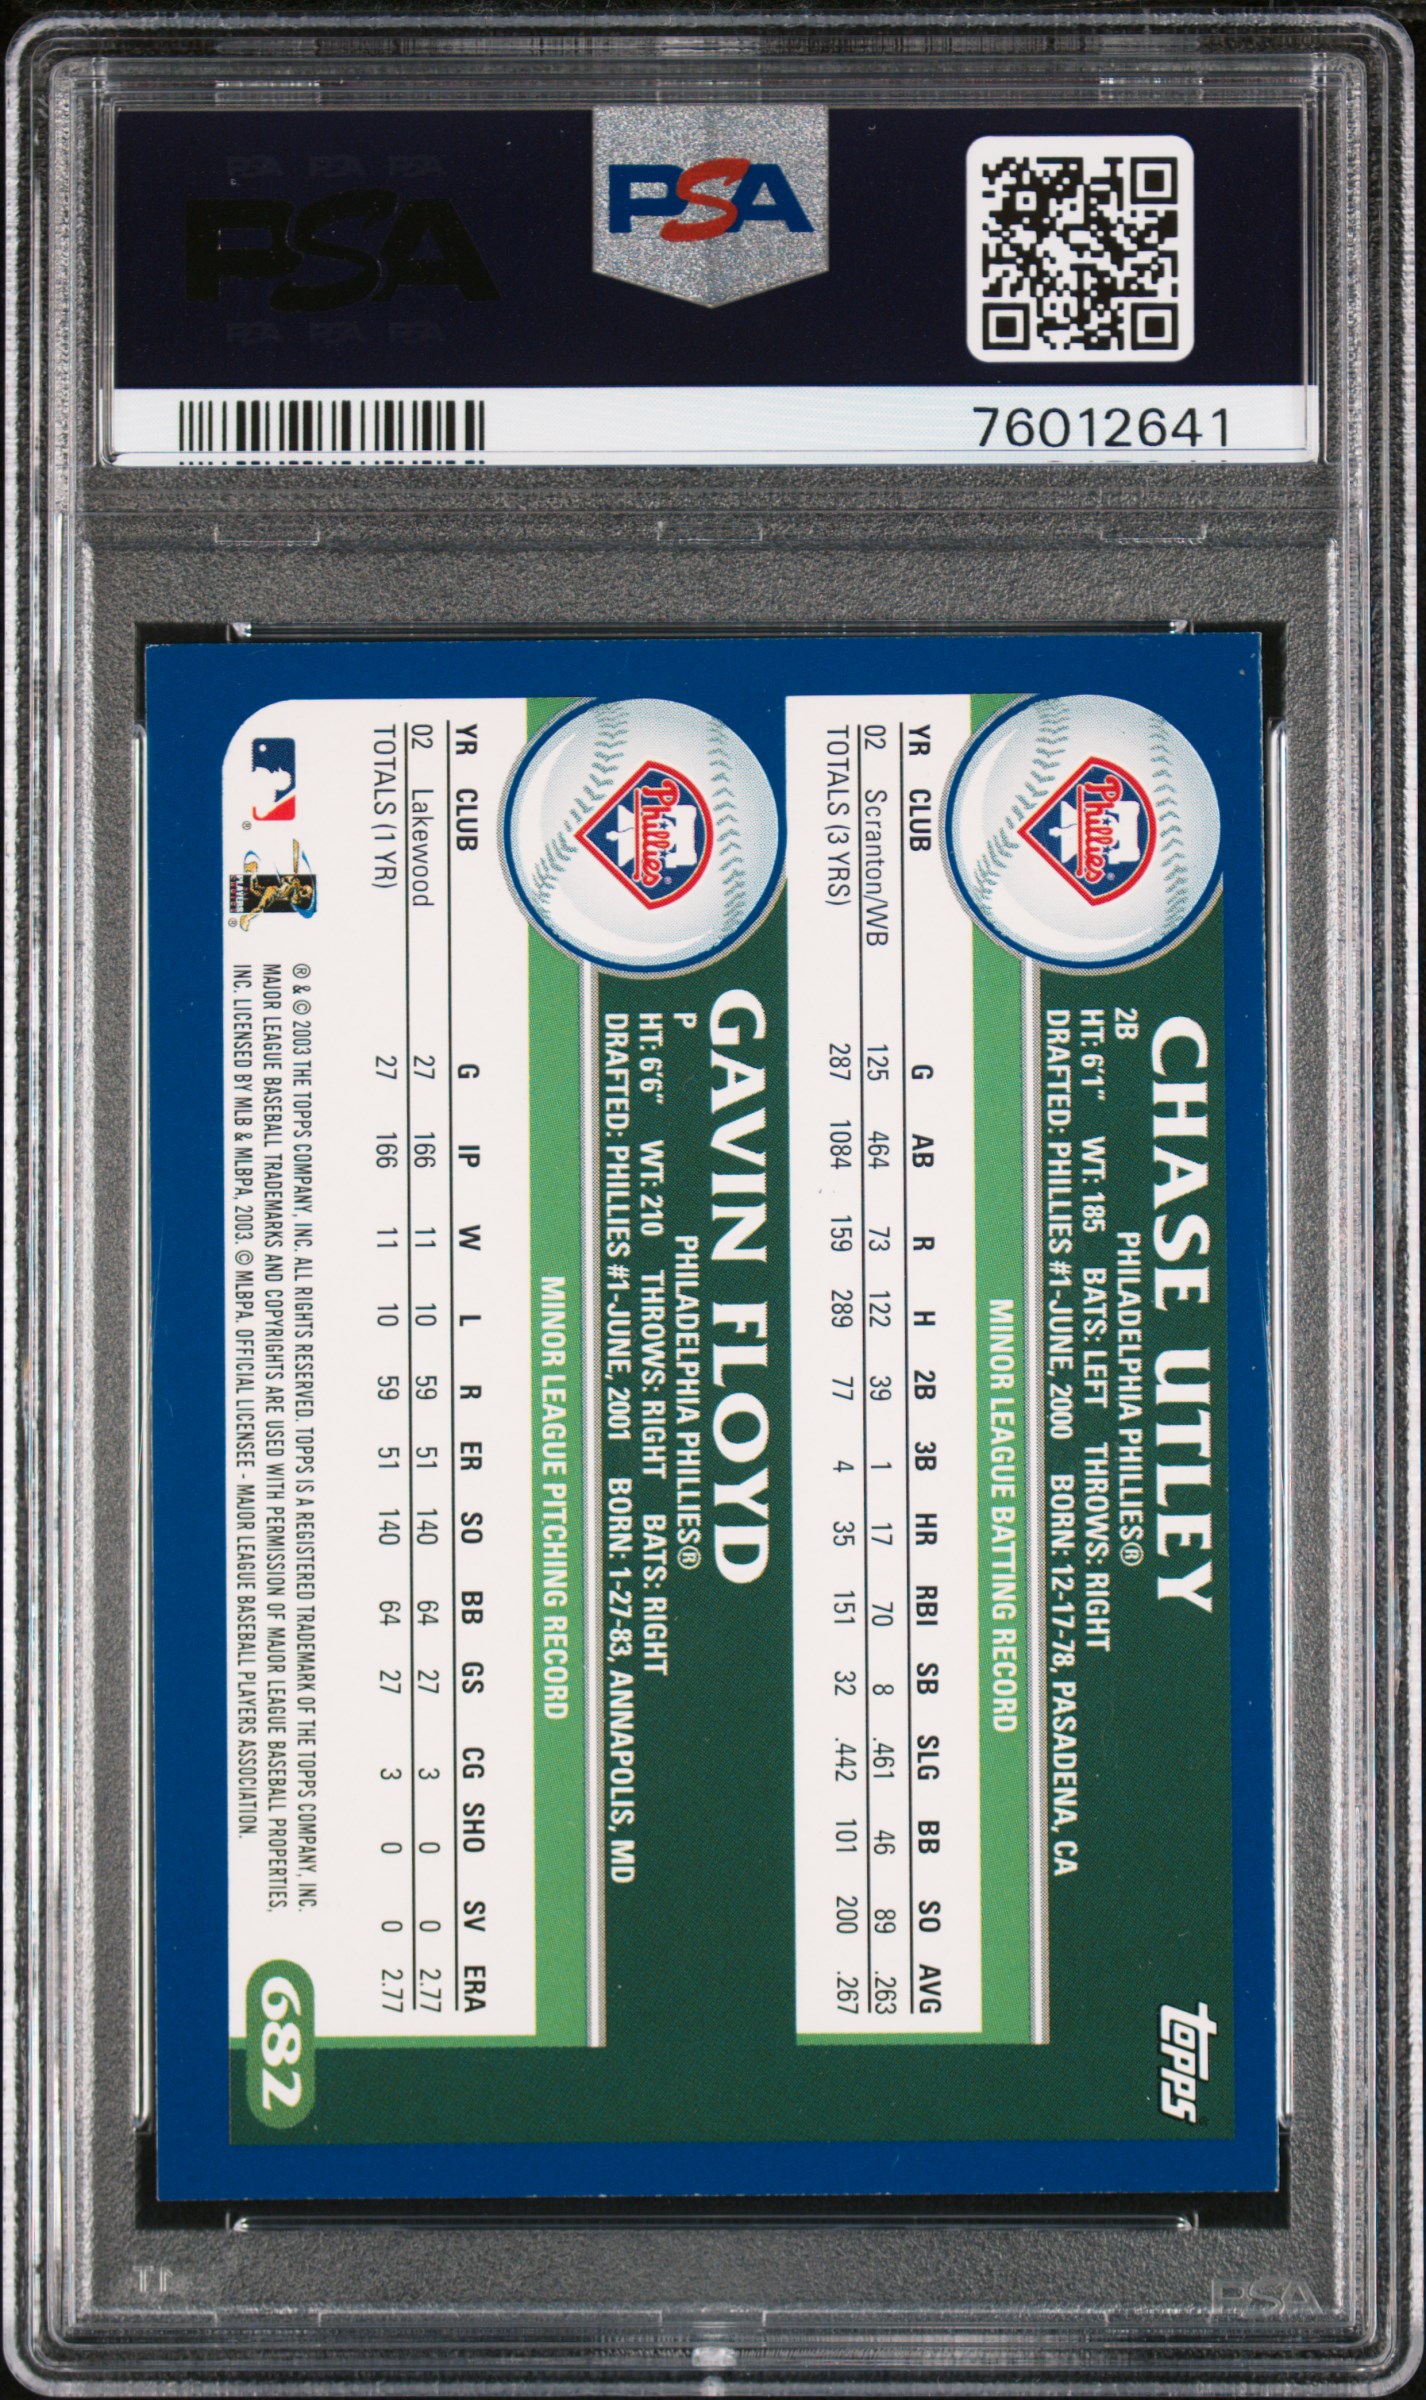 PSA PSA PSA
PSA
PSA PSA PSA
PSA
76012641
CHASE UTLEY
topps
2B PHILADELPHIA PHILLIES®
HT: 6'1" WT: 185 BATS: LEFT THROWS: RIGHT
DRAFTED: PHILLIES #1-JUNE, 2000 BORN: 12-17-78, PASADENA, CA
Phillies
MINOR LEAGUE BATTING RECORD
YR CLUB G AB R H 2B 3B HR RBI SB SLG BB SO AVG
02 Scranton/WB 125 464 73 122 39 1 17 70 8 .461 46 89 .263
TOTALS (3 YRS) 287 1084 159 289 77 4 35 151 32 .442 101 200 .267
GAVIN FLOYD
P PHILADELPHIA PHILLIES®
HT: 6'6" WT: 210 THROWS: RIGHT BATS: RIGHT
DRAFTED: PHILLIES #1-JUNE, 2001 BORN: 1-27-83, ANNAPOLIS, MD
Phillies
MINOR LEAGUE PITCHING RECORD
YR CLUB G IP W L R ER SO BB GS CG SHO SV ERA
02 Lakewood 27 166 11 10 59 51 140 64 27 3 0 0 2.77
TOTALS (1 YR) 27 166 11 10 59 51 140 64 27 3 0 0 2.77
® & © 2003 THE TOPPS COMPANY, INC. ALL RIGHTS RESERVED. TOPPS IS A REGISTERED TRADEMARK OF THE TOPPS COMPANY, INC.
MAJOR LEAGUE BASEBALL TRADEMARKS AND COPYRIGHTS ARE USED WITH PERMISSION OF MAJOR LEAGUE BASEBALL PROPERTIES,
INC. LICENSED BY MLB & MLBPA, 2003. © MLBPA. OFFICIAL LICENSEE - MAJOR LEAGUE BASEBALL PLAYERS ASSOCIATION.
682
PSA